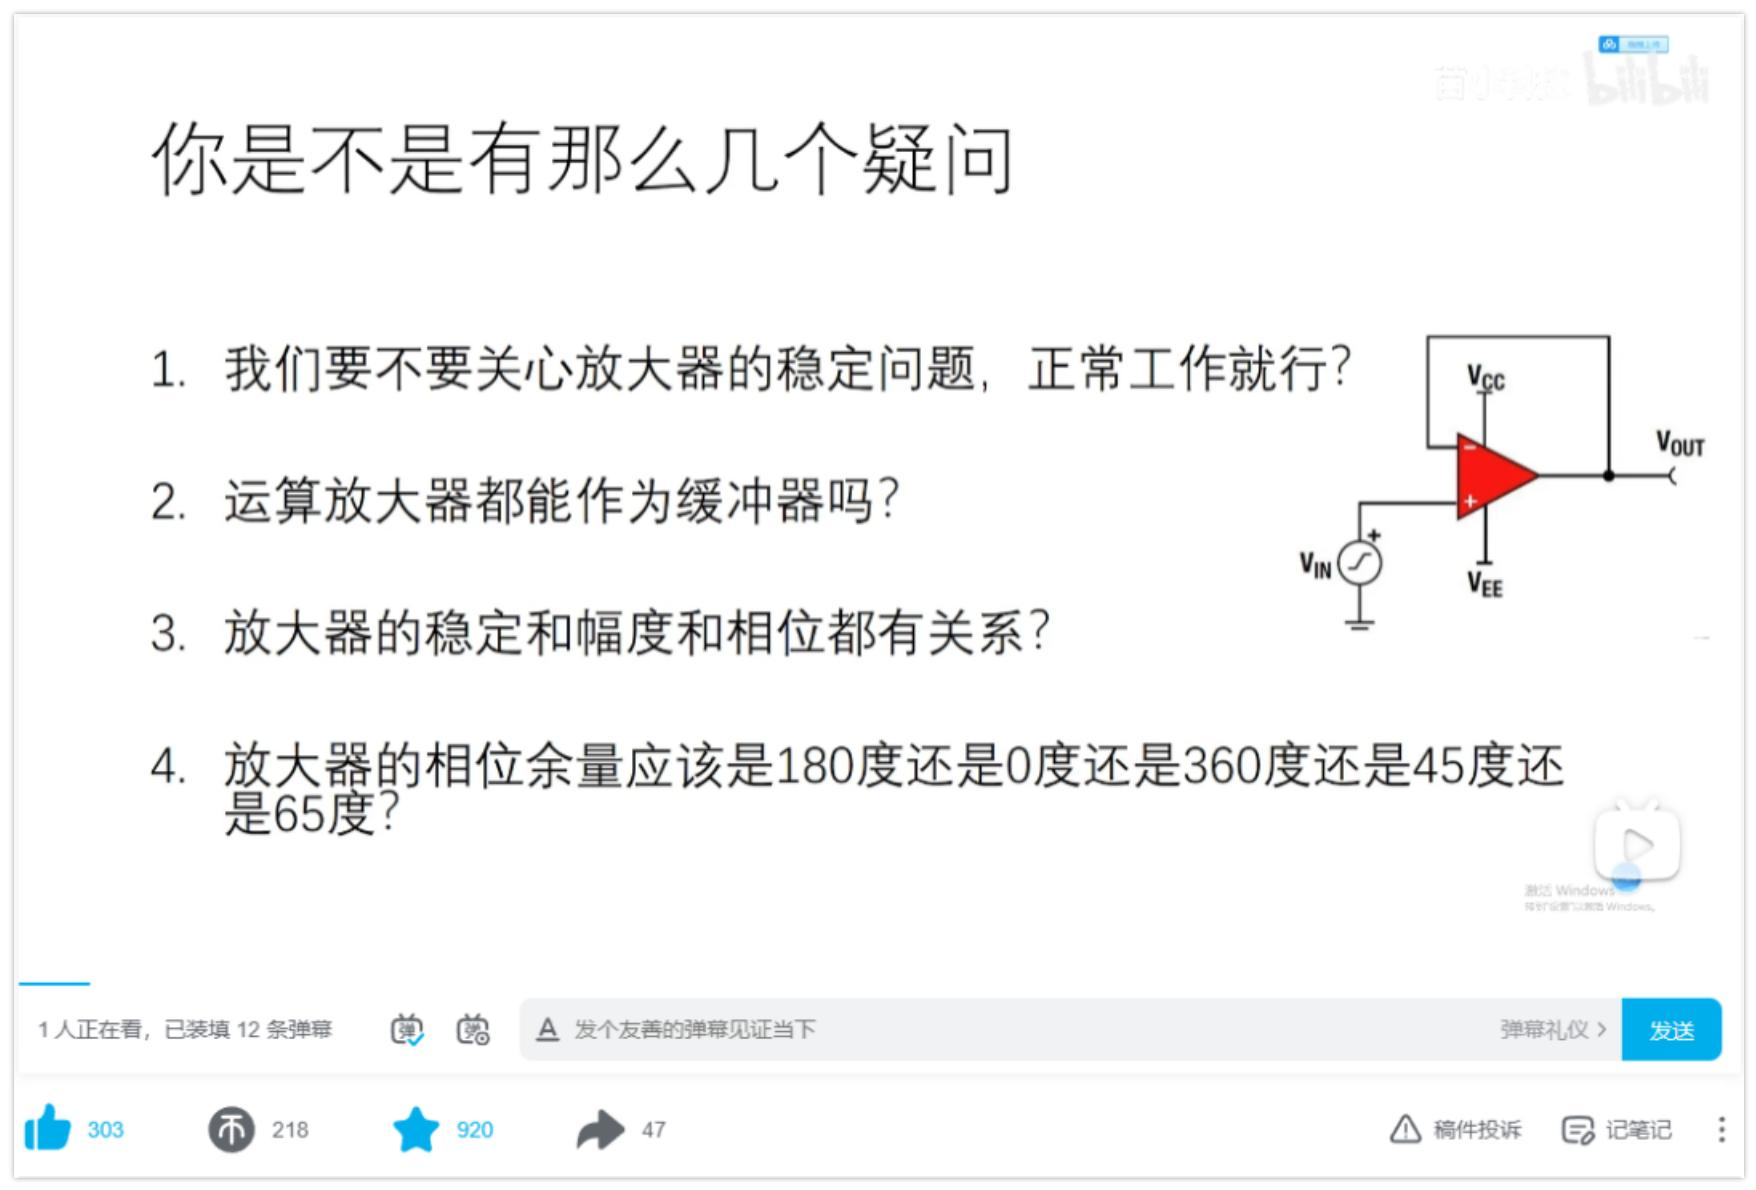 bilibili
你是不是有那么几个疑问
1. 我们要不要关心放大器的稳定问题，正常工作就行？
2. 运算放大器都能作为缓冲器吗？
3. 放大器的稳定和幅度和相位都有关系？
4. 放大器的相位余量应该是180度还是0度还是360度还是45度还
是65度？
VCC
VOUT
−
+
+
VIN
VEE
激活 Windows
转到"设置"以激活 Windows。
1 人正在看，已装填 12 条弹幕
弹
弹
A 发个友善的弹幕见证当下
弹幕礼仪 >
发送
303
218
920
47
稿件投诉
记笔记